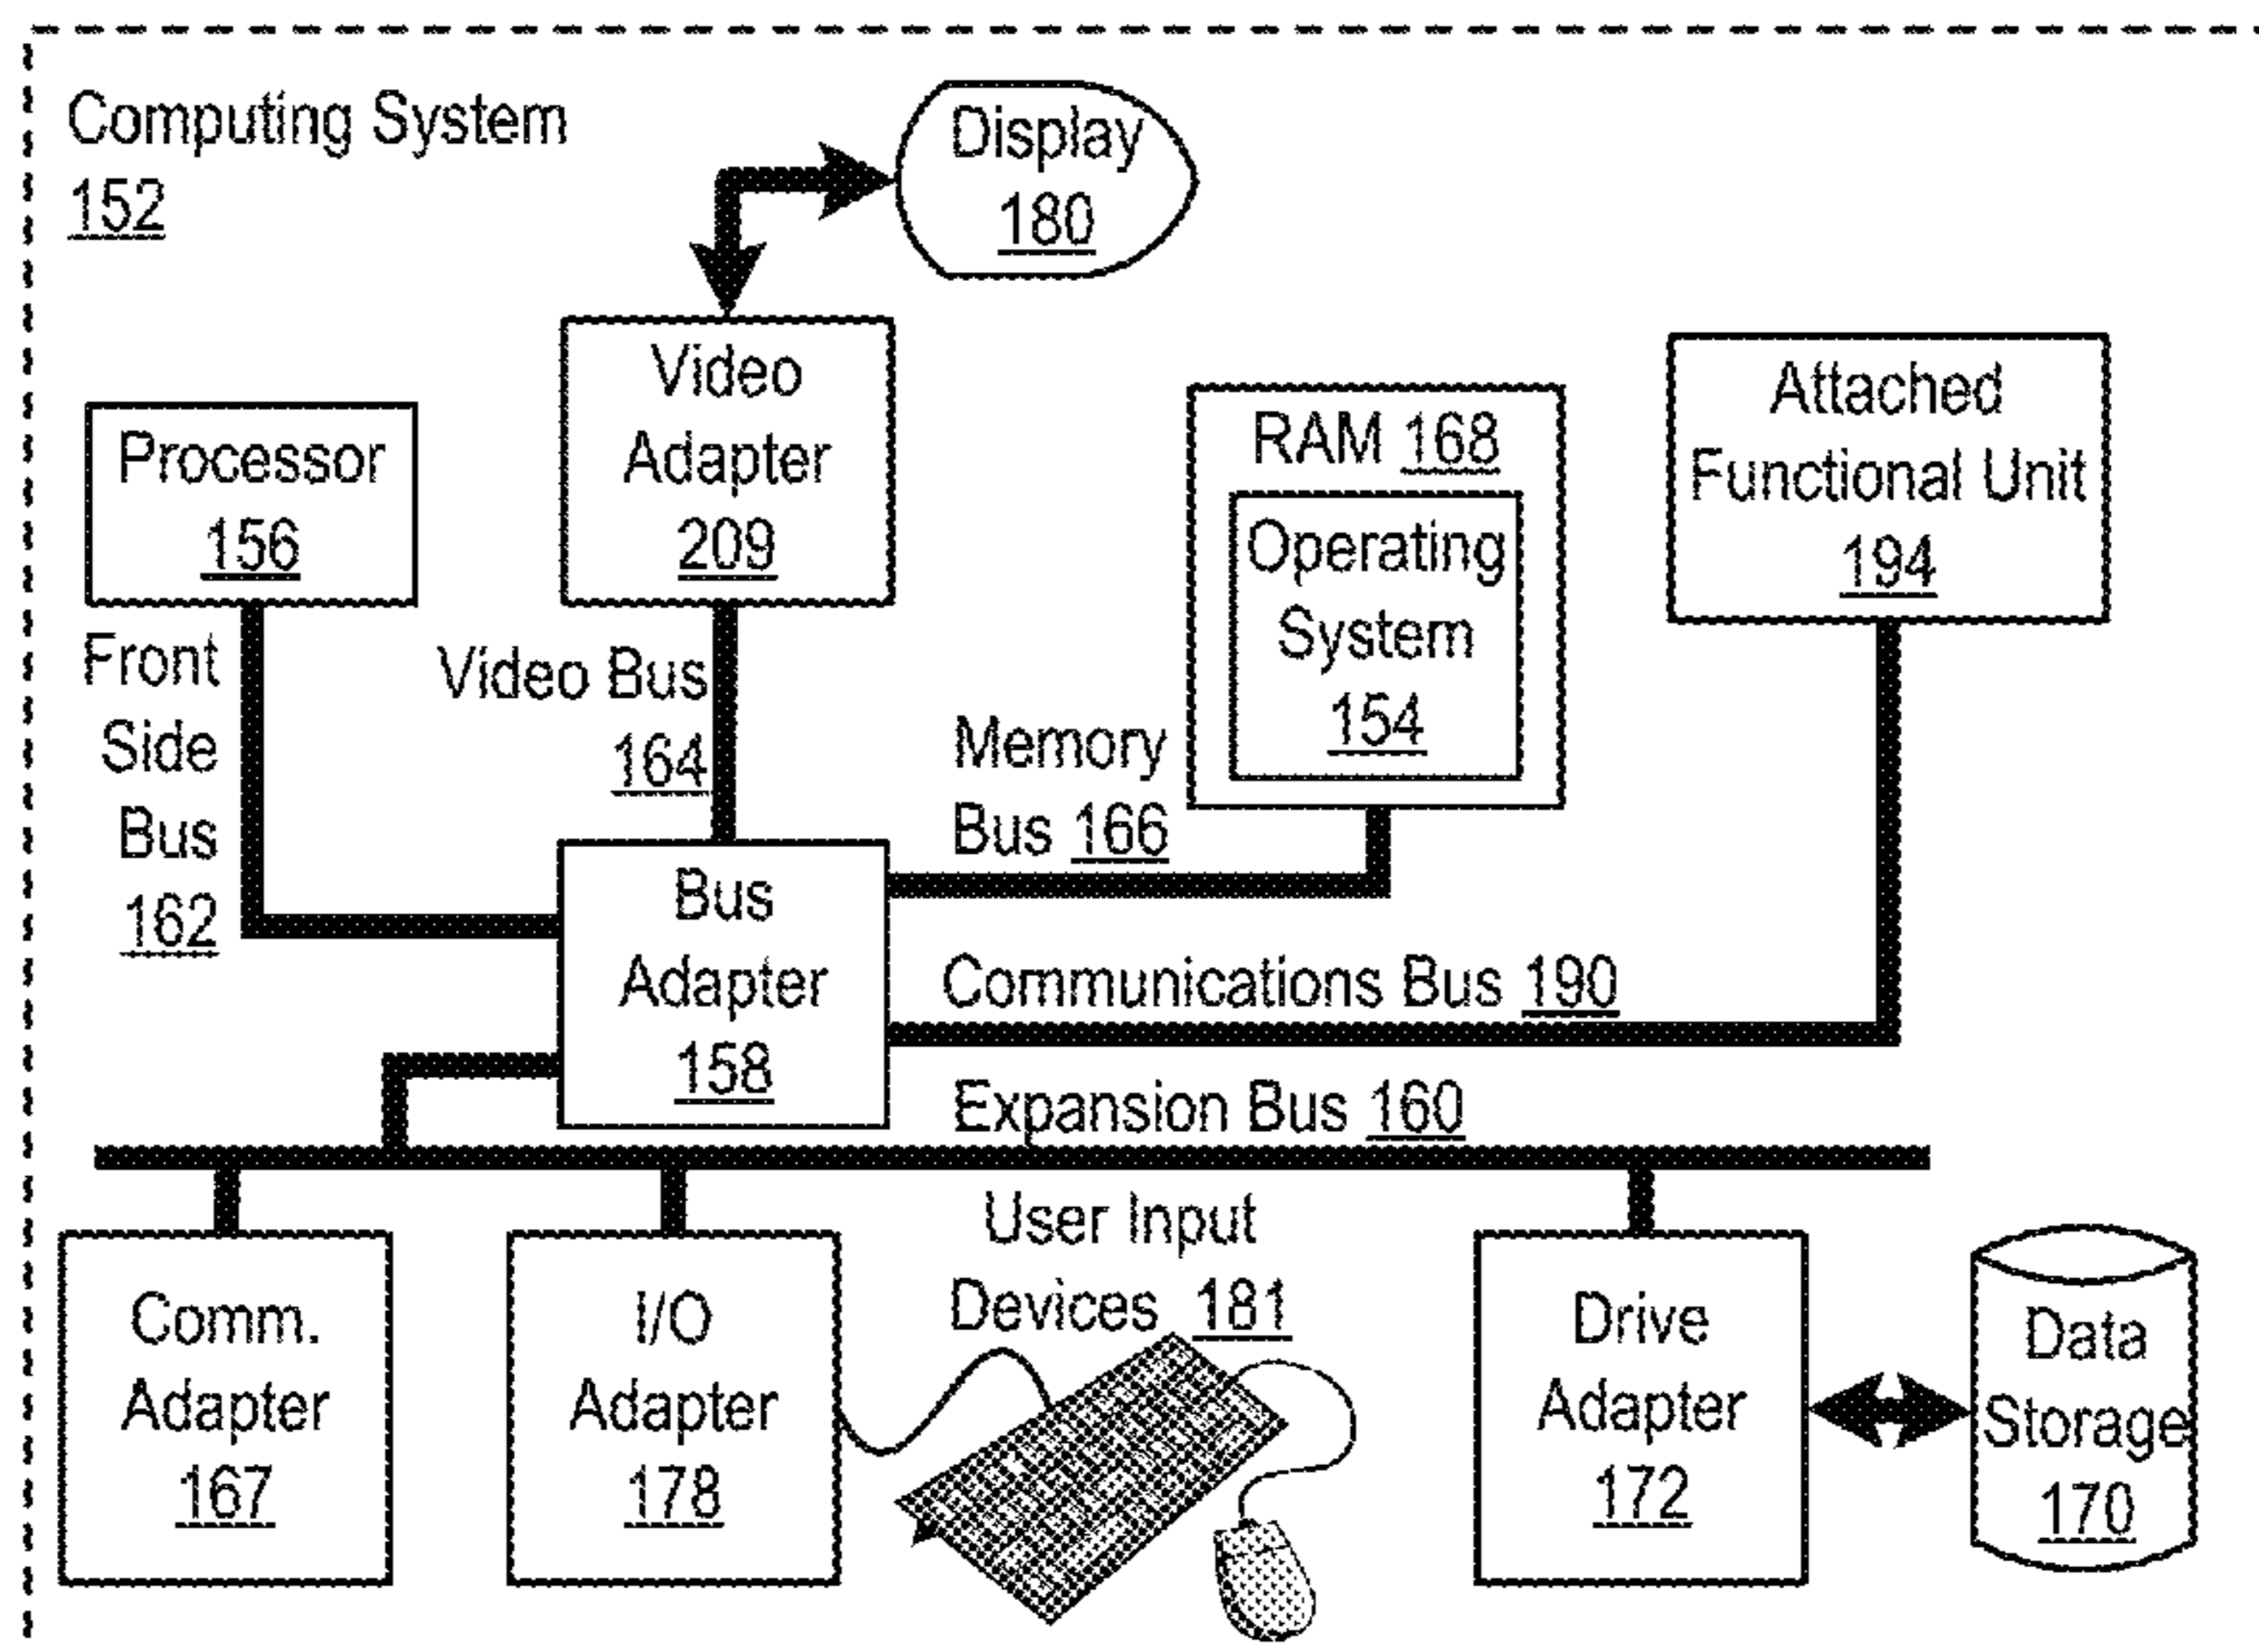 Computing System
152
Display
180
Video
Adapter
209
Processor
156
RAM 168
Operating
System
154
Attached
Functional Unit
194
Front
Side
Bus
162
Video Bus
164
Memory
Bus 166
Bus
Adapter
158
Communications Bus 190
Expansion Bus 160
Comm.
Adapter
167
I/O
Adapter
178
User Input
Devices 181
Drive
Adapter
172
Data
Storage
170